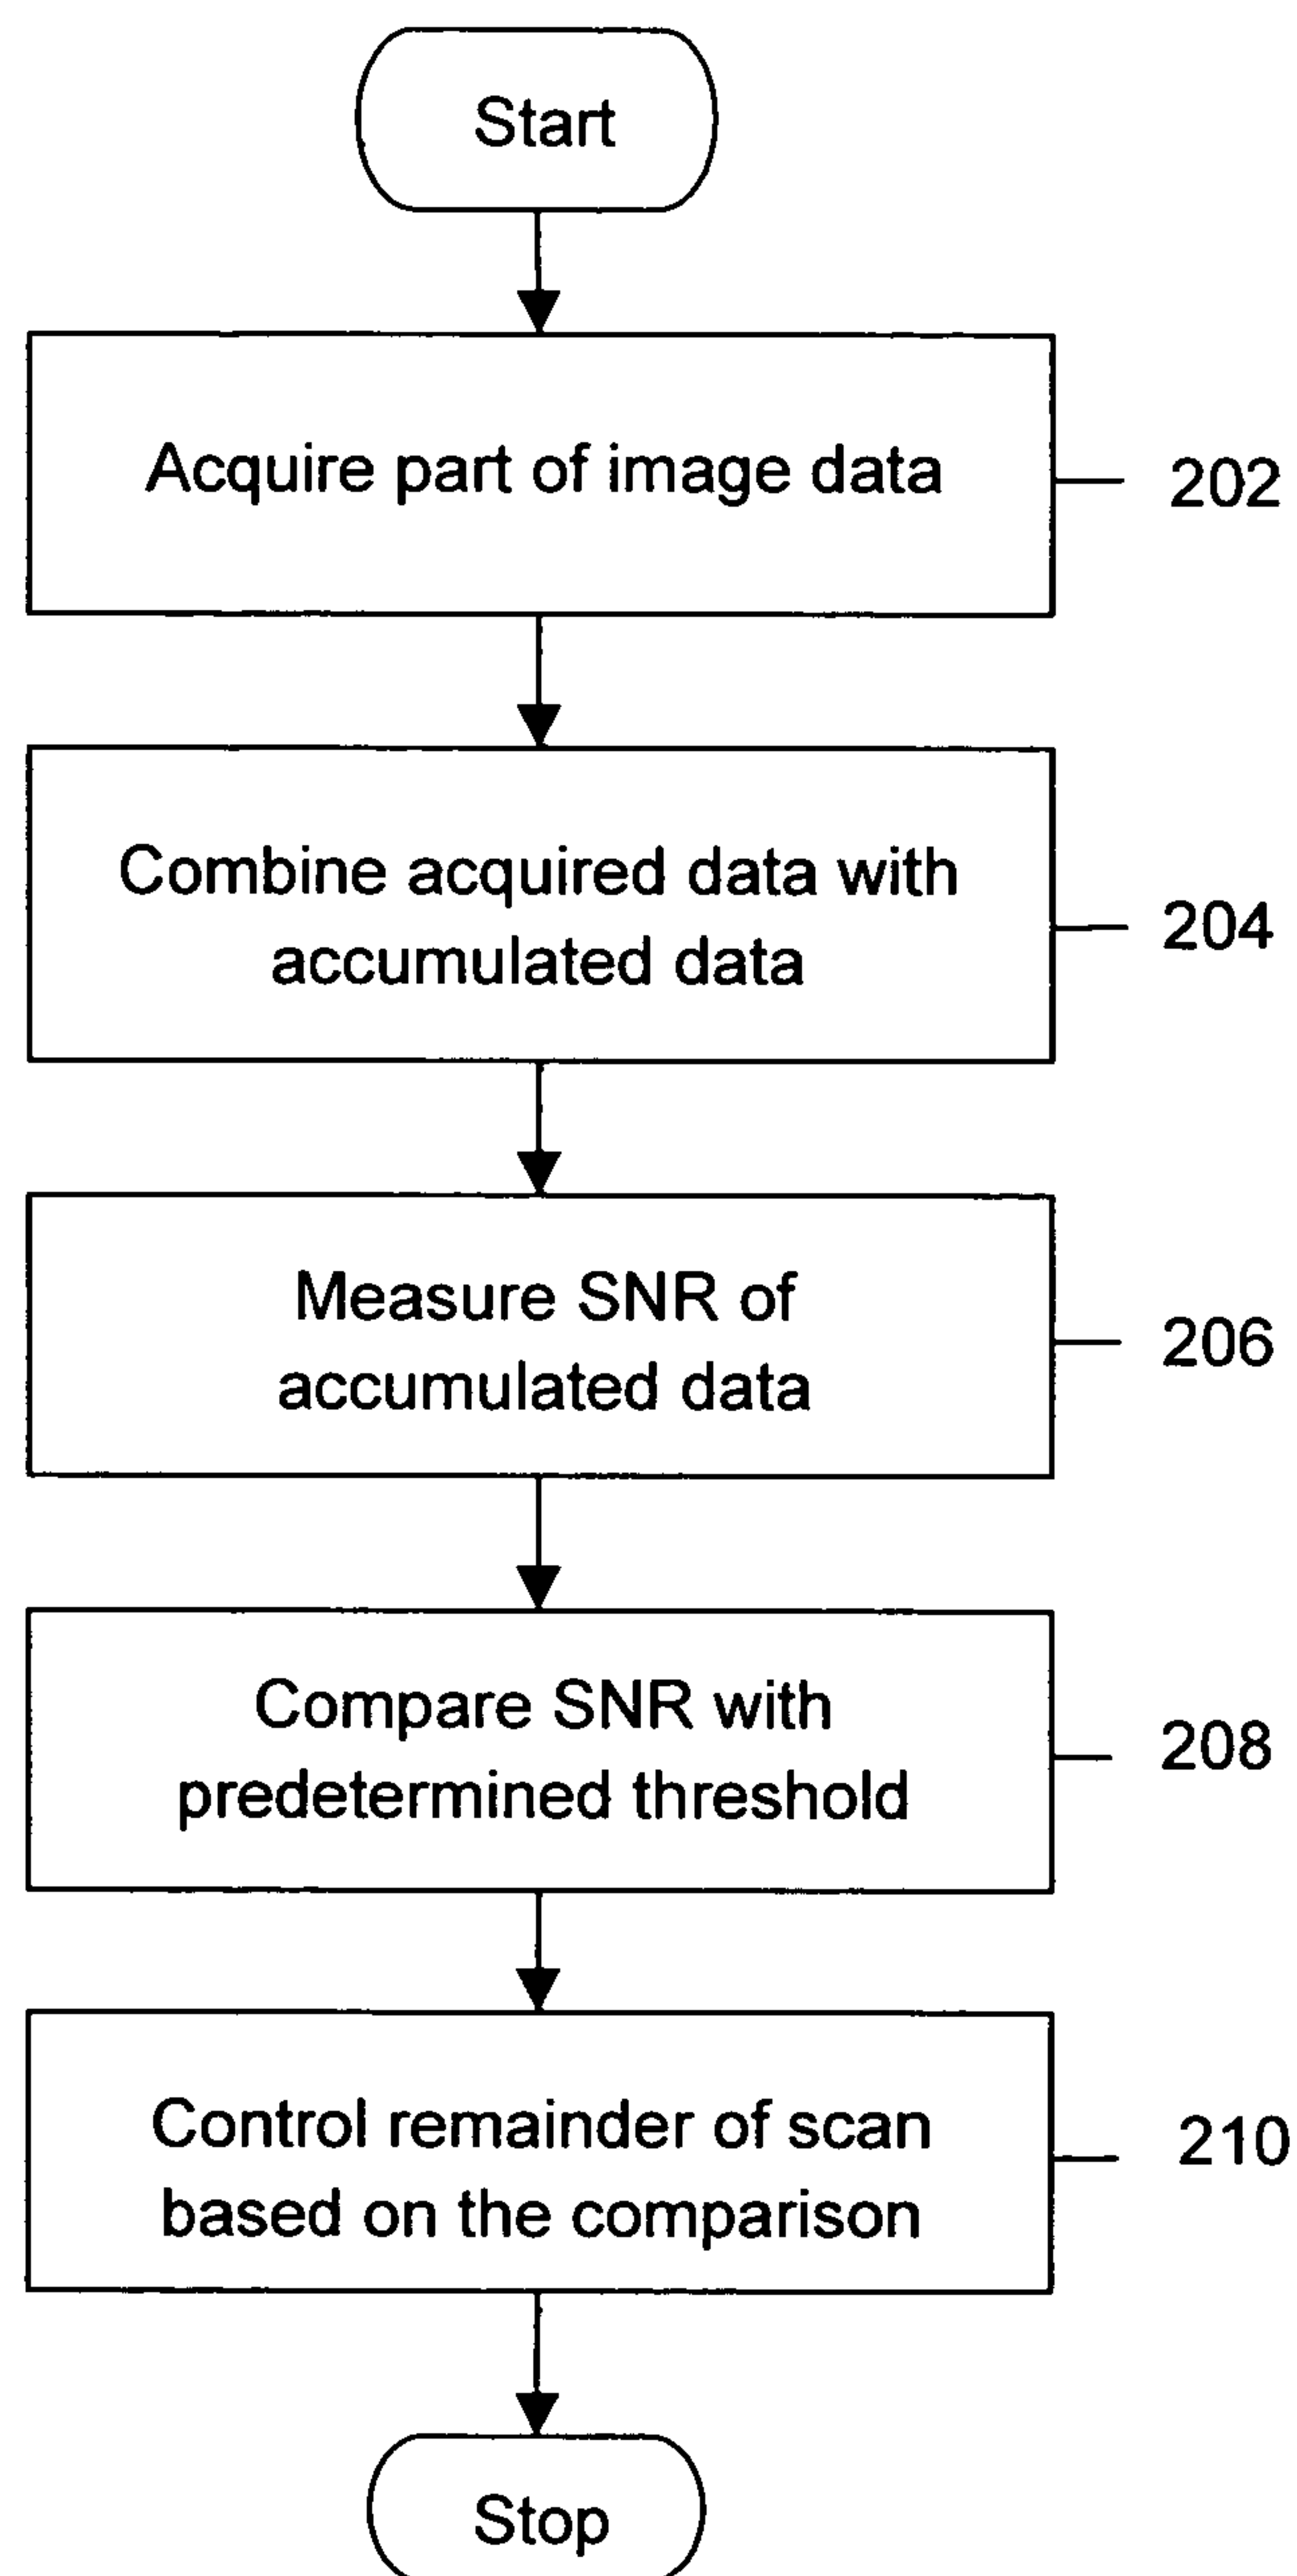 Start
Acquire part of image data
202
Combine acquired data with
accumulated data
204
Measure SNR of
accumulated data
206
Compare SNR with
predetermined threshold
208
Control remainder of scan
based on the comparison
210
Stop